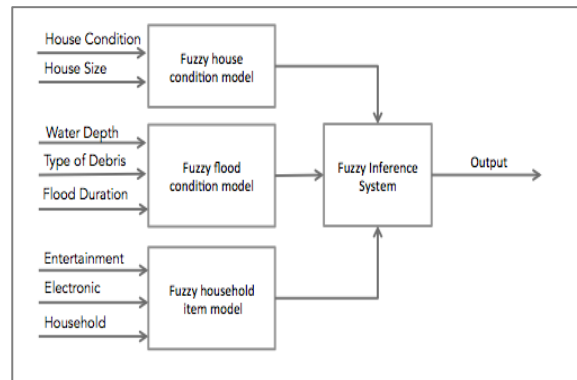 House Condition
House Size
Fuzzy house
condition model
Water Depth
Type of Debris
Flood Duration
Fuzzy flood
condition model
Fuzzy Inference
System
Output
Entertainment
Electronic
Household
Fuzzy household
item model